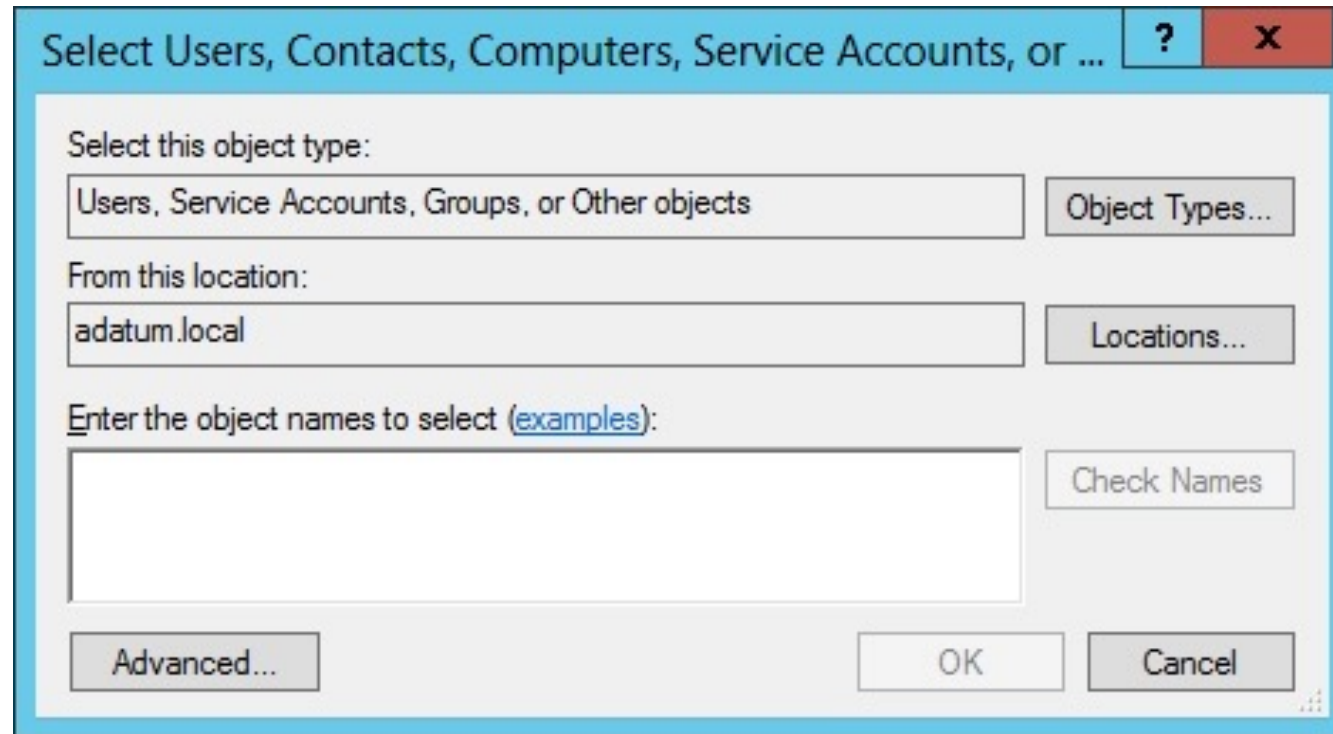 Select Users, Contacts, Computers, Service Accounts, or ...
?
x
Select this object type:
Users, Service Accounts, Groups, or Other objects
Object Types...
From this location:
adatum.local
Locations...
Enter the object names to select (examples):
Check Names
Advanced...
OK
Cancel